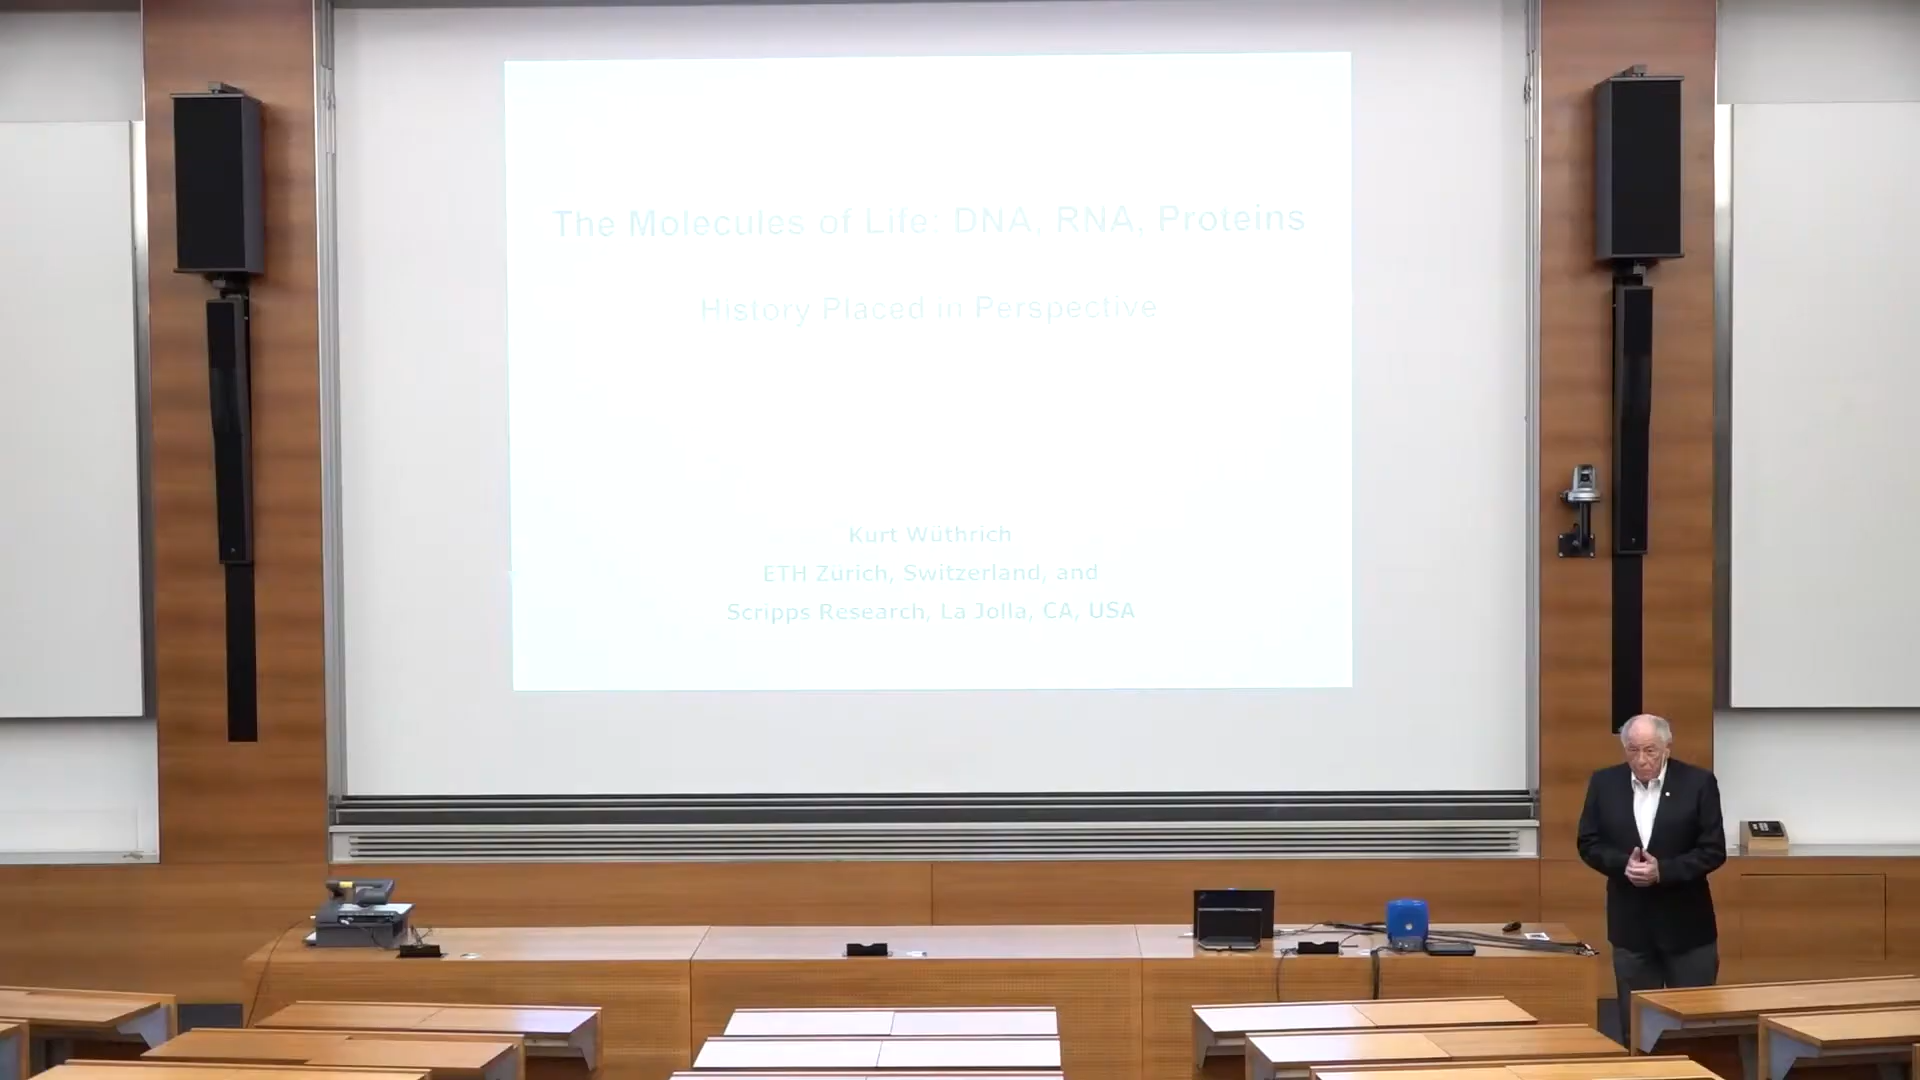 The Molecules of Life: DNA, RNA, Proteins
History Placed in Perspective
Kurt Wüthrich
ETH Zürich, Switzerland, and
Scripps Research, La Jolla, CA, USA